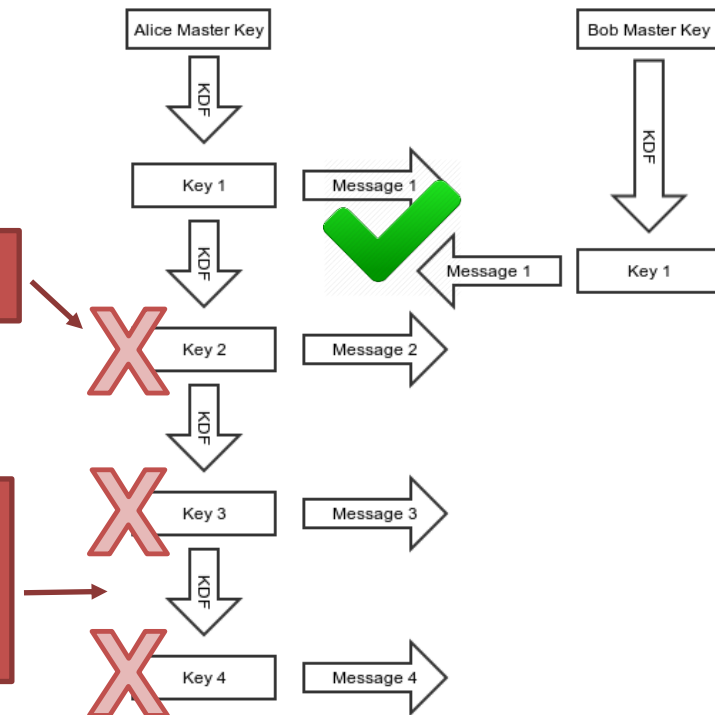 Alice Master Key
Bob Master Key
KDF
KDF
Key 1
Message 1
KDF
Message 1
Key 1
Key 2
Message 2
KDF
Key 3
Message 3
KDF
Key 4
Message 4